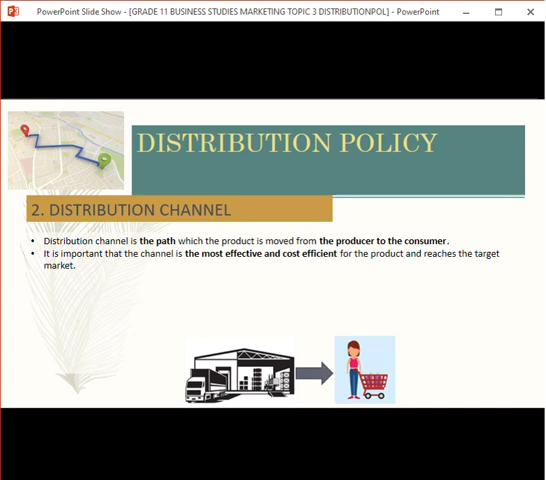 PowerPoint Slide Show - [GRADE 11 BUSINESS STUDIES MARKETING TOPIC 3 DISTRIBUTIONPOL] - PowerPoint
DISTRIBUTION POLICY
2. DISTRIBUTION CHANNEL
• Distribution channel is the path which the product is moved from the producer to the consumer.
• It is important that the channel is the most effective and cost efficient for the product and reaches the target
market.